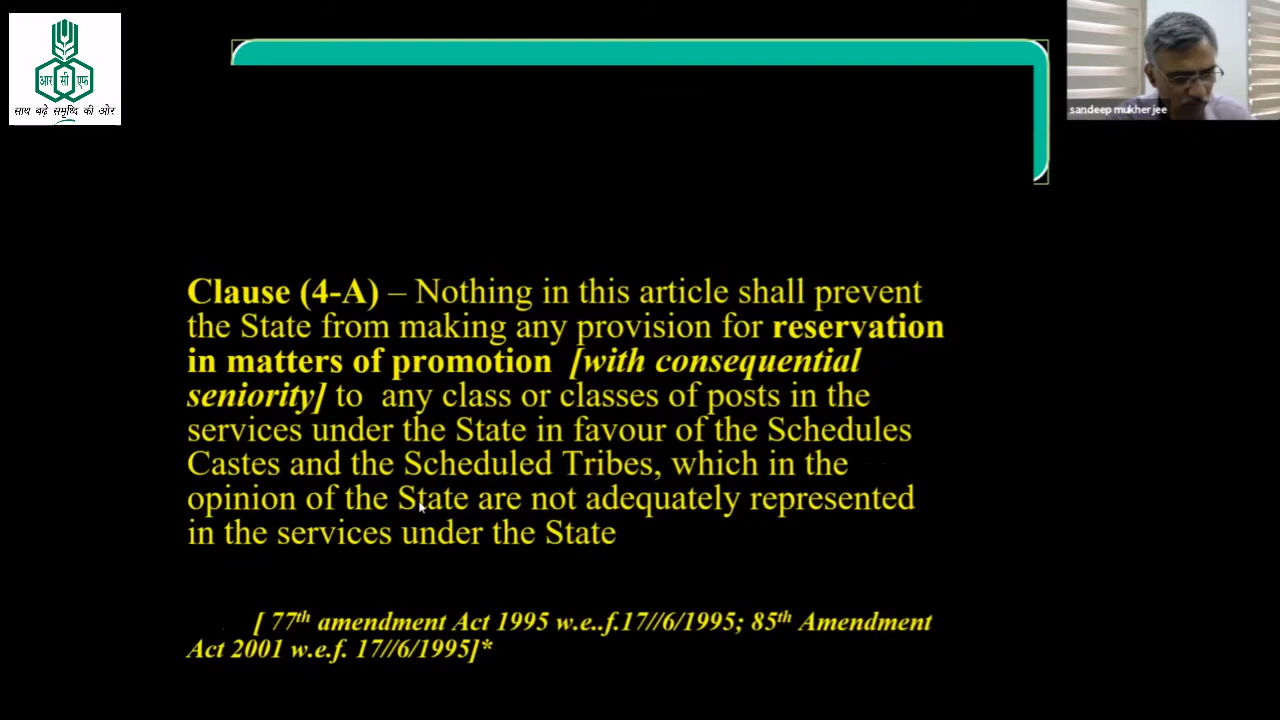 आर सी एफ
साथ बढ़े समृध्दि की ओर
sandeep mukherjee
Clause (4-A) – Nothing in this article shall prevent
the State from making any provision for reservation
in matters of promotion [with consequential
seniority] to any class or classes of posts in the
services under the State in favour of the Schedules
Castes and the Scheduled Tribes, which in the
opinion of the State are not adequately represented
in the services under the State
[ 77th amendment Act 1995 w.e..f.17//6/1995; 85th Amendment
Act 2001 w.e.f. 17//6/1995]*